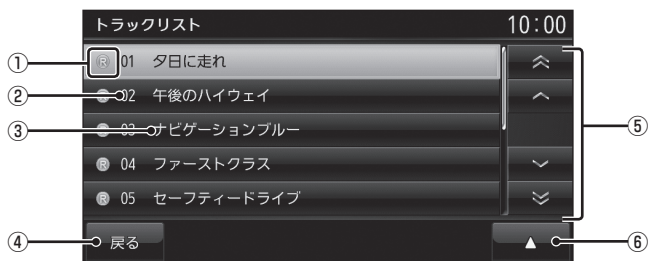 トラックリスト 10:00
① Ⓡ 01 夕日に走れ
② Ⓡ 02 午後のハイウェイ
③ Ⓡ 03 ナビゲーションブルー ⑤
Ⓡ 04 ファーストクラス
Ⓡ 05 セーフティードライブ
④ 戻る ▲ ⑥